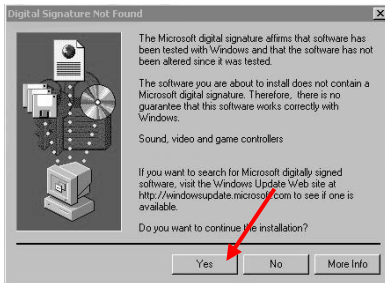 Digital Signature Not Found
The Microsoft digital signature affirms that software has
been tested with Windows and that the software has not
been altered since it was tested.
The software you are about to install does not contain a
Microsoft digital signature. Therefore, there is no
guarantee that this software works correctly with
Windows.
Sound, video and game controllers
If you want to search for Microsoft digitally signed
software, visit the Windows Update Web site at
http://windowsupdate.microsoft.com to see if one is
available.
Do you want to continue the installation?
Yes
No
More Info